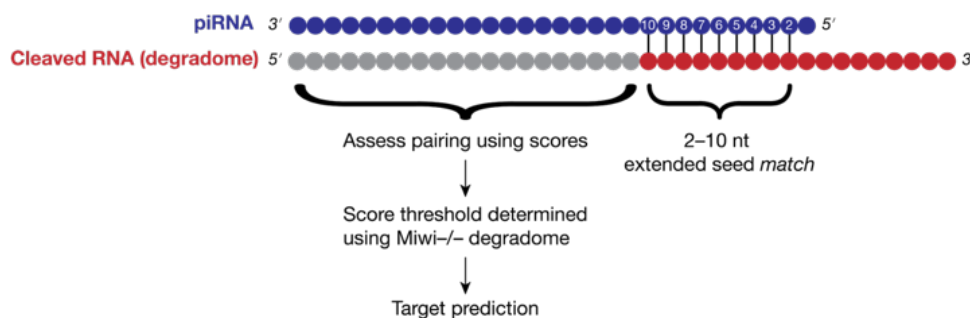 piRNA 3′ 10 9 8 7 6 5 4 3 2 5′
Cleaved RNA (degradome) 5′ 3
Assess pairing using scores
2–10 nt
extended seed match
Score threshold determined
using Miwi–/– degradome
Target prediction